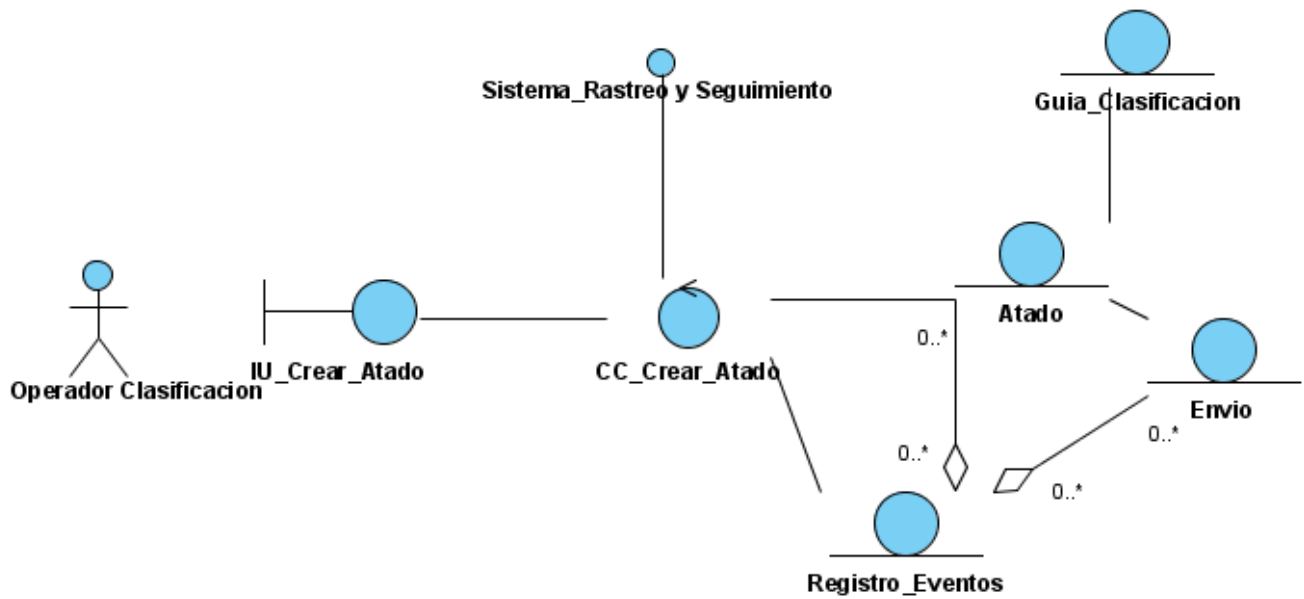 Sistema_Rastreo y Seguimiento
Guia_Clasificacion
Operador Clasificacion
IU_Crear_Atado
CC_Crear_Atado
Atado
Envio
0..*
0..*
0..*
0..*
Registro_Eventos